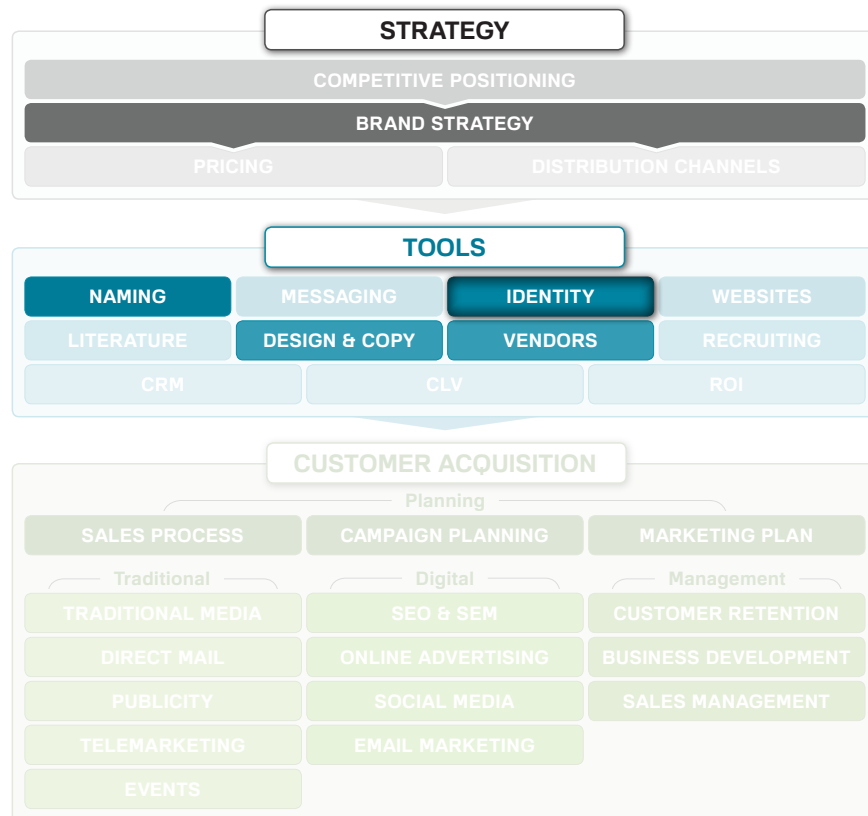 STRATEGY
COMPETITIVE POSITIONING
BRAND STRATEGY
PRICING DISTRIBUTION CHANNELS
TOOLS
NAMING MESSAGING IDENTITY WEBSITES
LITERATURE DESIGN & COPY VENDORS RECRUITING
CRM CLV ROI
CUSTOMER ACQUISITION
Planning
SALES PROCESS CAMPAIGN PLANNING MARKETING PLAN
Traditional Digital Management
TRADITIONAL MEDIA SEO & SEM CUSTOMER RETENTION
DIRECT MAIL ONLINE ADVERTISING BUSINESS DEVELOPMENT
PUBLICITY SOCIAL MEDIA SALES MANAGEMENT
TELEMARKETING EMAIL MARKETING
EVENTS